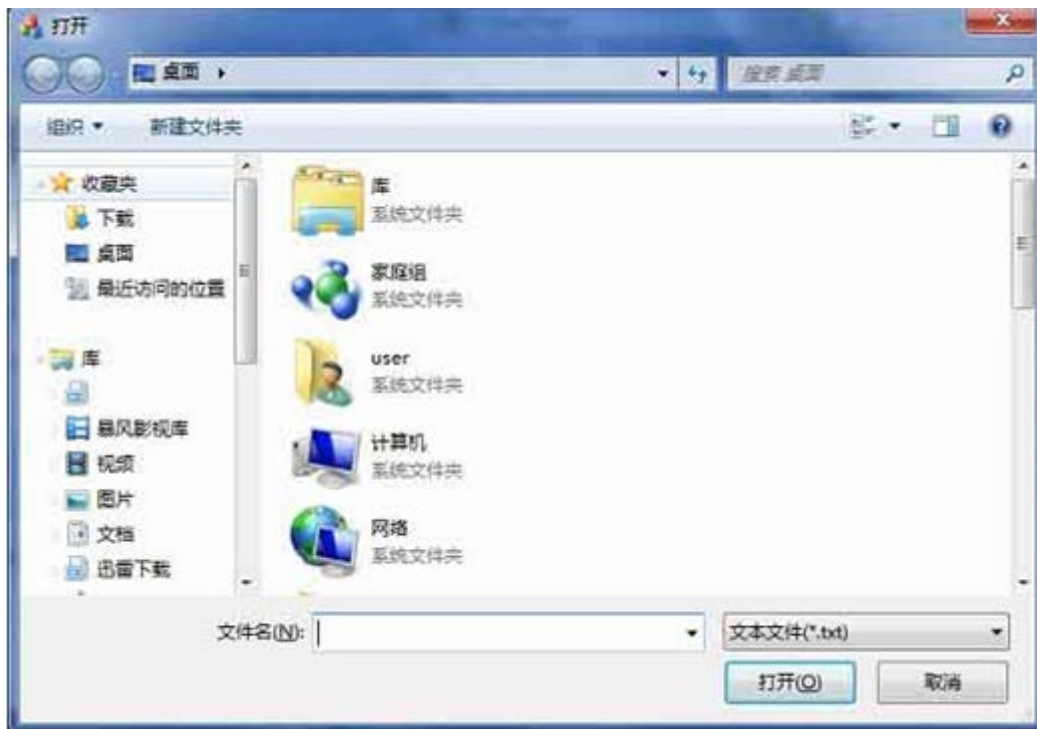 打开
桌面
搜索 桌面
组织
新建文件夹
收藏夹
下载
桌面
最近访问的位置
库
暴风影视库
视频
图片
文档
迅雷下载
库
系统文件夹
家庭组
系统文件夹
user
系统文件夹
计算机
系统文件夹
网络
系统文件夹
文件名(N):
文本文件(*.txt)
打开(O)
取消